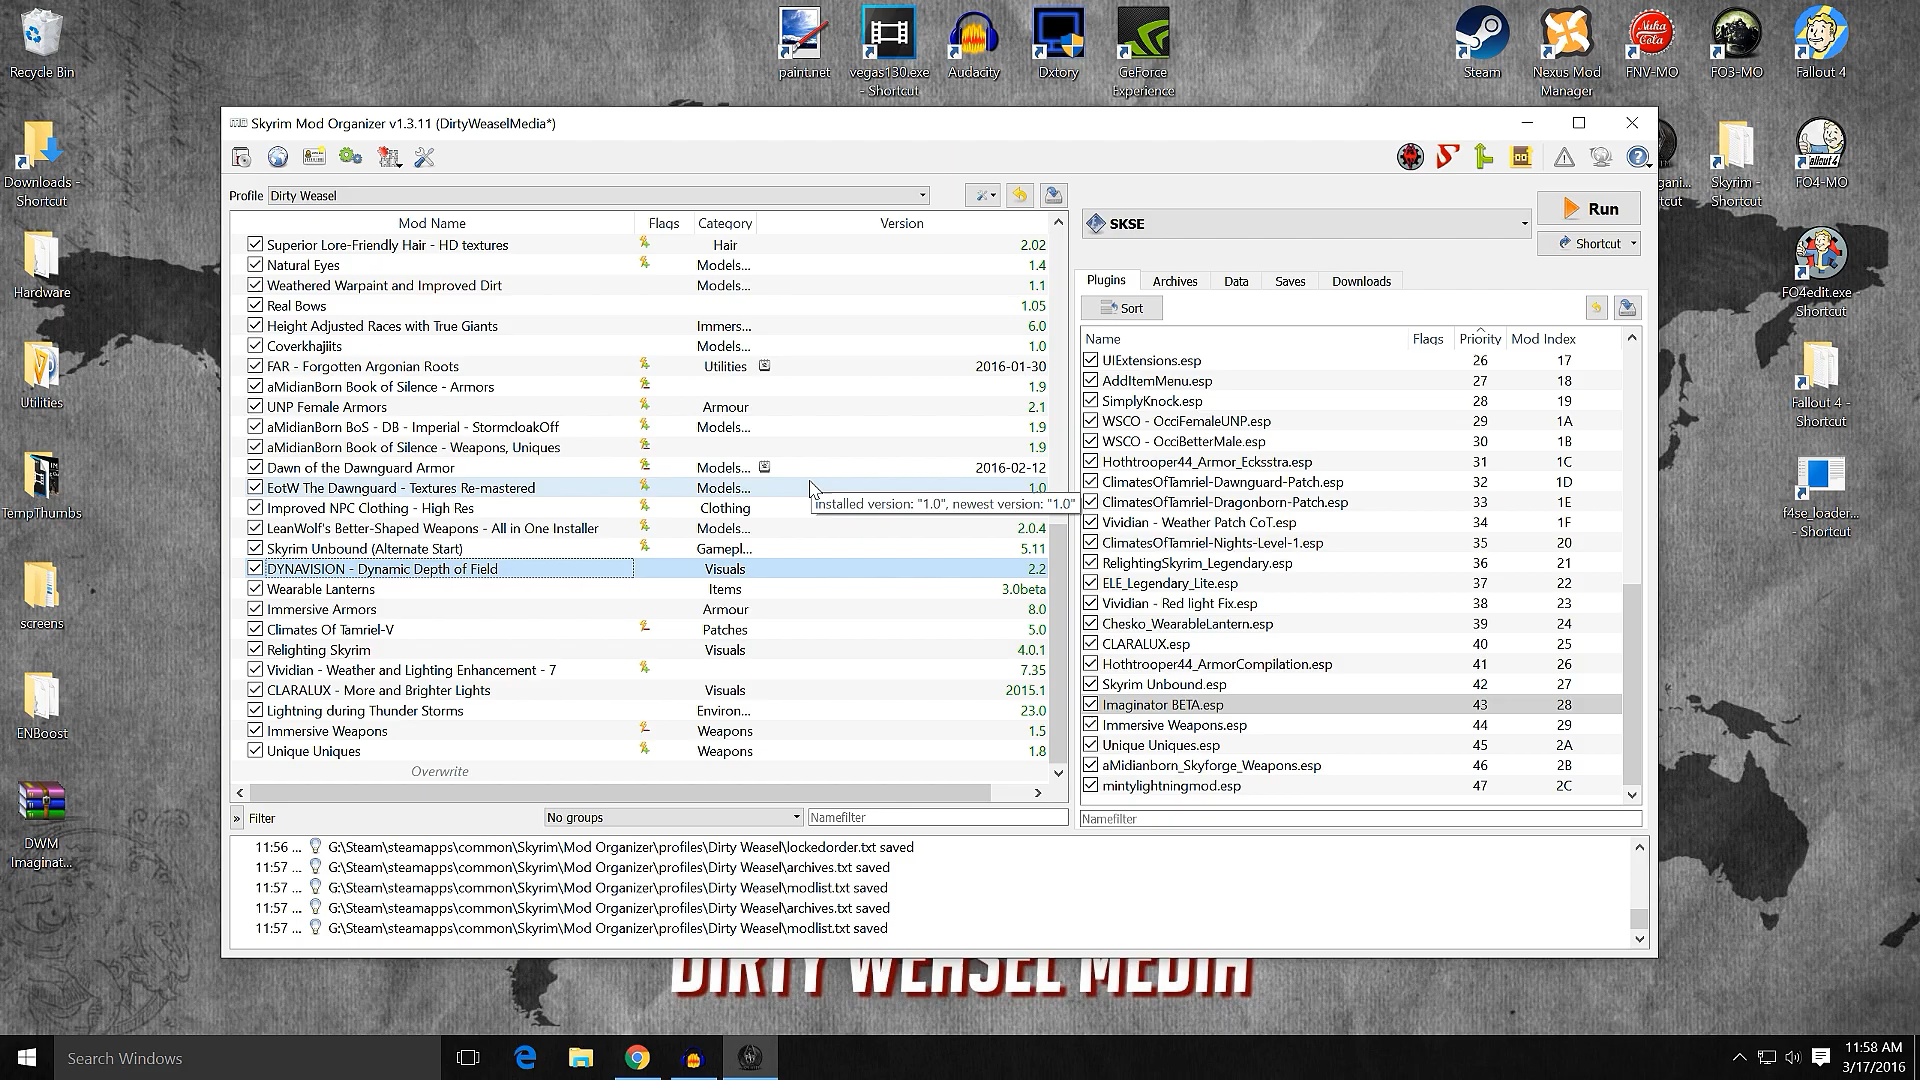 Recycle Bin
paint.net
vegas130.exe
- Shortcut
Audacity
Dxtory
GeForce
Experience
Steam
Nexus Mod
Manager
FNV-MO
FO3-MO
Fallout 4
Downloads -
Shortcut
Hardware
Utilities
TempThumbs
screens
ENBoost
DWM
Imaginat...
Skyrim -
Shortcut
FO4-MO
FO4edit.exe -
Shortcut
Fallout 4 -
Shortcut
f4se_loader...
- Shortcut
Skyrim Mod Organizer v1.3.11 (DirtyWeaselMedia*)
Profile Dirty Weasel
Mod Name Flags Category Version
Superior Lore-Friendly Hair - HD textures Hair 2.02
Natural Eyes Models... 1.4
Weathered Warpaint and Improved Dirt Models... 1.1
Real Bows 1.05
Height Adjusted Races with True Giants Immers... 6.0
Coverkhajiits Models... 1.0
FAR - Forgotten Argonian Roots Utilities 2016-01-30
aMidianBorn Book of Silence - Armors 1.9
UNP Female Armors Armour 2.1
aMidianBorn BoS - DB - Imperial - StormcloakOff Models... 1.9
aMidianBorn Book of Silence - Weapons, Uniques 1.9
Dawn of the Dawnguard Armor Models... 2016-02-12
EotW The Dawnguard - Textures Re-mastered Models... 1.0
installed version: "1.0", newest version: "1.0"
Improved NPC Clothing - High Res Clothing
LeanWolf's Better-Shaped Weapons - All in One Installer Models... 2.0.4
Skyrim Unbound (Alternate Start) Gamepl... 5.11
DYNAVISION - Dynamic Depth of Field Visuals 2.2
Wearable Lanterns Items 3.0beta
Immersive Armors Armour 8.0
Climates Of Tamriel-V Patches 5.0
Relighting Skyrim Visuals 4.0.1
Vividian - Weather and Lighting Enhancement - 7 7.35
CLARALUX - More and Brighter Lights Visuals 2015.1
Lightning during Thunder Storms Environ... 23.0
Immersive Weapons Weapons 1.5
Unique Uniques Weapons 1.8
Overwrite
» Filter No groups Namefilter
SKSE
Run
Shortcut
Plugins Archives Data Saves Downloads
Sort
Name Flags Priority Mod Index
UIExtensions.esp 26 17
AddItemMenu.esp 27 18
SimplyKnock.esp 28 19
WSCO - OcciFemaleUNP.esp 29 1A
WSCO - OcciBetterMale.esp 30 1B
Hothtrooper44_Armor_Ecksstra.esp 31 1C
ClimatesOfTamriel-Dawnguard-Patch.esp 32 1D
ClimatesOfTamriel-Dragonborn-Patch.esp 33 1E
Vividian - Weather Patch CoT.esp 34 1F
ClimatesOfTamriel-Nights-Level-1.esp 35 20
RelightingSkyrim_Legendary.esp 36 21
ELE_Legendary_Lite.esp 37 22
Vividian - Red light Fix.esp 38 23
Chesko_WearableLantern.esp 39 24
CLARALUX.esp 40 25
Hothtrooper44_ArmorCompilation.esp 41 26
Skyrim Unbound.esp 42 27
Imaginator BETA.esp 43 28
Immersive Weapons.esp 44 29
Unique Uniques.esp 45 2A
aMidianborn_Skyforge_Weapons.esp 46 2B
mintylightningmod.esp 47 2C
Namefilter
11:56 ... G:\Steam\steamapps\common\Skyrim\Mod Organizer\profiles\Dirty Weasel\lockedorder.txt saved
11:57 ... G:\Steam\steamapps\common\Skyrim\Mod Organizer\profiles\Dirty Weasel\archives.txt saved
11:57 ... G:\Steam\steamapps\common\Skyrim\Mod Organizer\profiles\Dirty Weasel\modlist.txt saved
11:57 ... G:\Steam\steamapps\common\Skyrim\Mod Organizer\profiles\Dirty Weasel\archives.txt saved
11:57 ... G:\Steam\steamapps\common\Skyrim\Mod Organizer\profiles\Dirty Weasel\modlist.txt saved
DIRTY WEASEL MEDIA
Search Windows
11:58 AM
3/17/2016